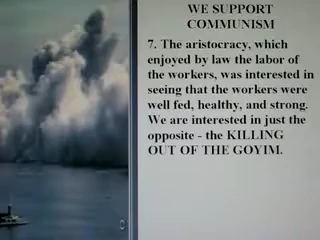 WE SUPPORT
COMMUNISM
7. The aristocracy, which
enjoyed by law the labor of
the workers, was interested in
seeing that the workers were
well fed, healthy, and strong.
We are interested in just the
opposite - the KILLING
OUT OF THE GOYIM.